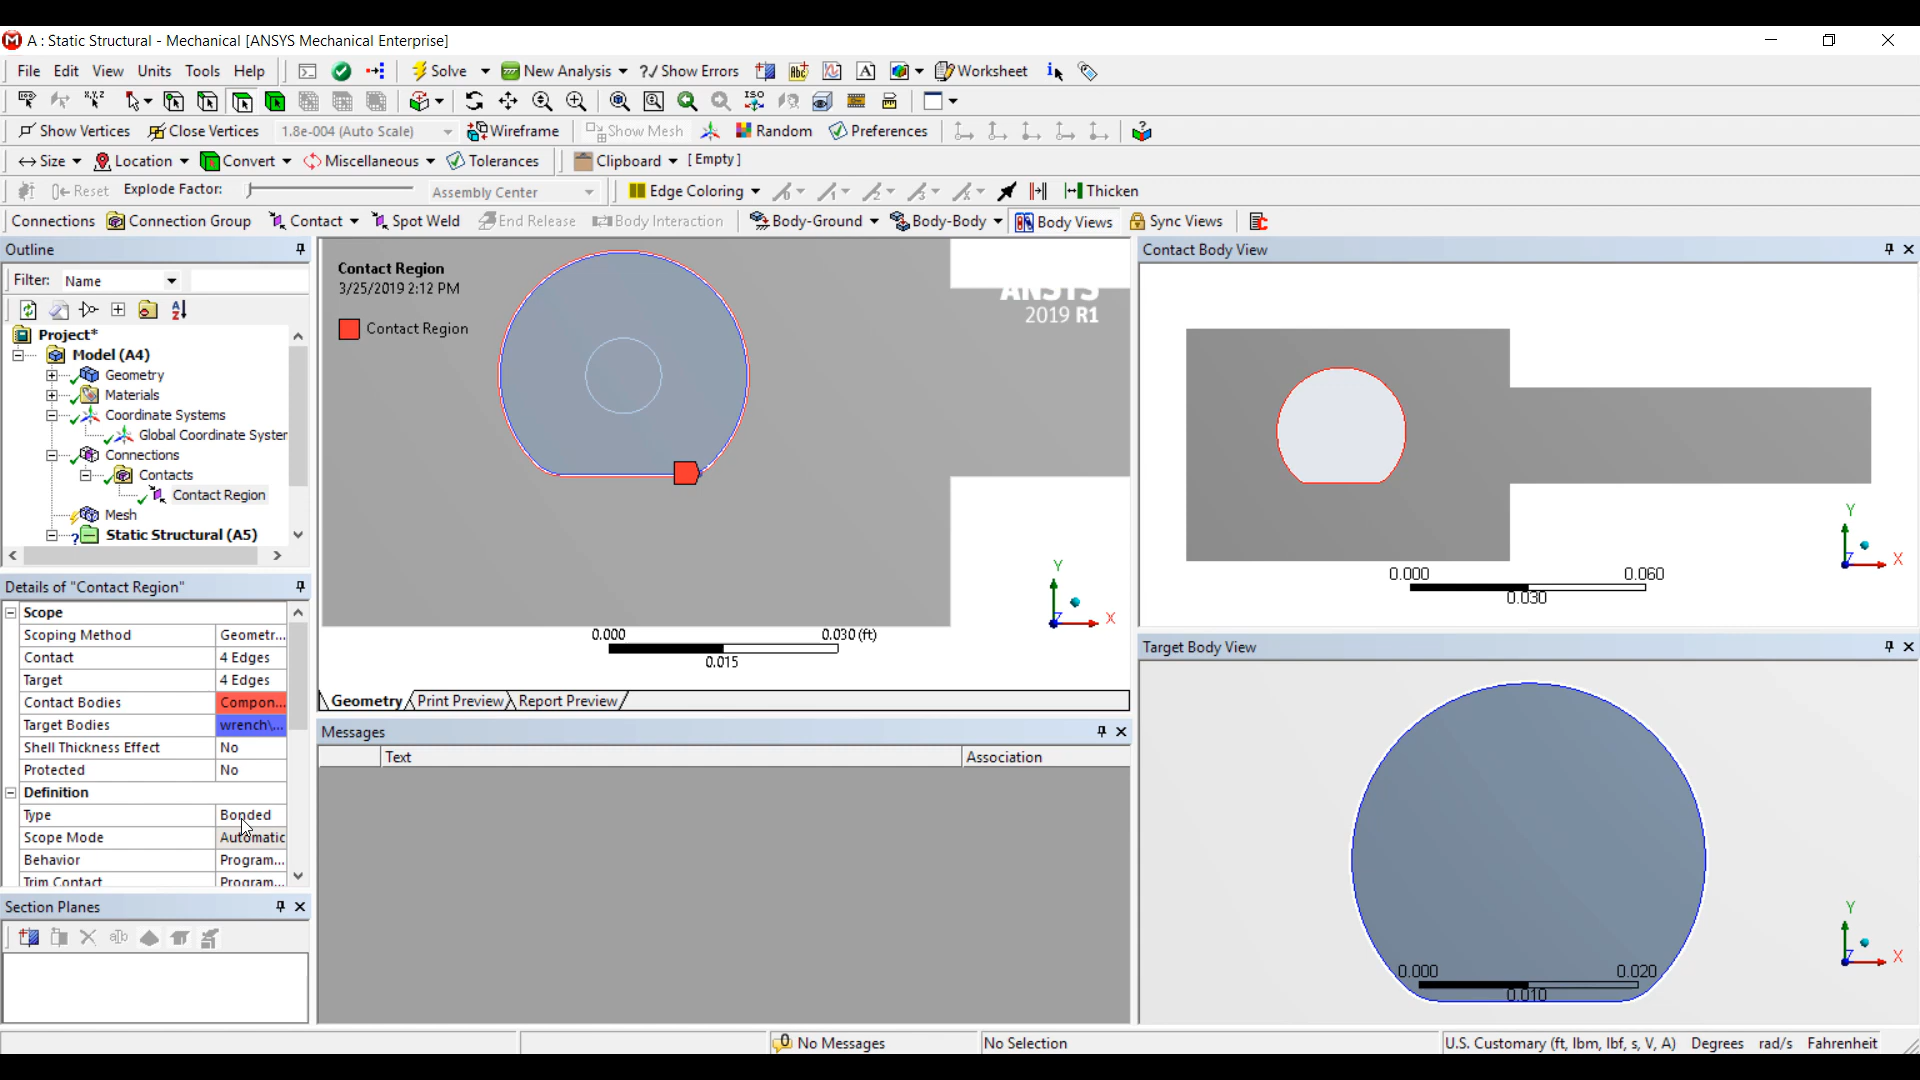 A : Static Structural - Mechanical [ANSYS Mechanical Enterprise]
File Edit View Units Tools Help Solve New Analysis ?/ Show Errors Worksheet
Show Vertices Close Vertices 1.8e-004 (Auto Scale) Wireframe Show Mesh Random Preferences
Size Location Convert Miscellaneous Tolerances Clipboard [ Empty ]
Reset Explode Factor: Assembly Center Edge Coloring Thicken
Connections Connection Group Contact Spot Weld End Release Body Interaction Body-Ground Body-Body Body Views Sync Views
Outline
Filter: Name
Project*
Model (A4)
Geometry
Materials
Coordinate Systems
Global Coordinate System
Connections
Contacts
Contact Region
Mesh
Static Structural (A5)
Details of "Contact Region"
Scope
Scoping Method Geometr...
Contact 4 Edges
Target 4 Edges
Contact Bodies Compon...
Target Bodies wrench\...
Shell Thickness Effect No
Protected No
Definition
Type Bonded
Scope Mode Automatic
Behavior Program...
Trim Contact Program...
Section Planes
Contact Region
3/25/2019 2:12 PM
Contact Region
ANSYS
2019 R1
Y
X
Z
0.000 0.030 (ft)
0.015
Geometry Print Preview Report Preview
Messages
Text Association
Contact Body View
Y
X
Z
0.000 0.060
0.030
Target Body View
Y
X
Z
0.000 0.020
0.010
No Messages No Selection U.S. Customary (ft, lbm, lbf, s, V, A) Degrees rad/s Fahrenheit